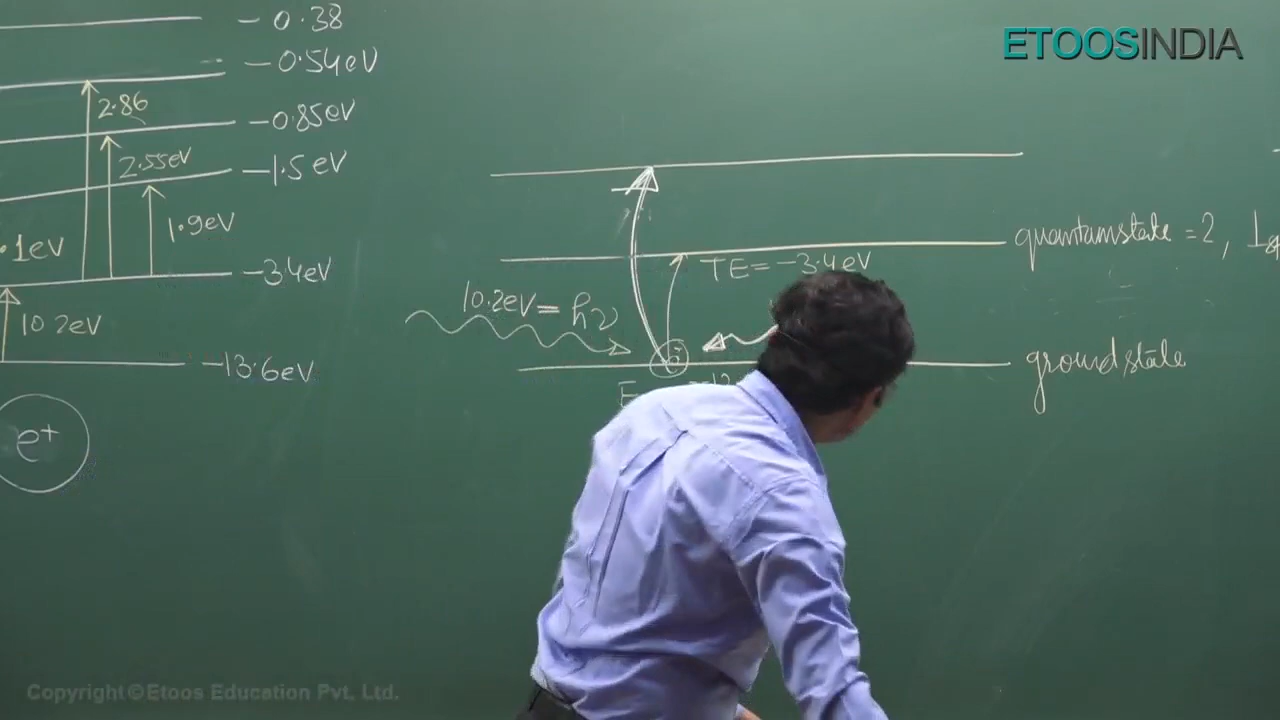 ETOOSINDIA
-0.38
-0.54eV
2.86
-0.85eV
2.55eV
-1.5 eV
1.9eV
.1eV
-3.4eV
10.2eV
-13.6eV
e+
quantumstate = 2, 1
TE = -3.4eV
10.2eV = hν
e-
groundstate
E
Copyright © Etoos Education Pvt. Ltd.